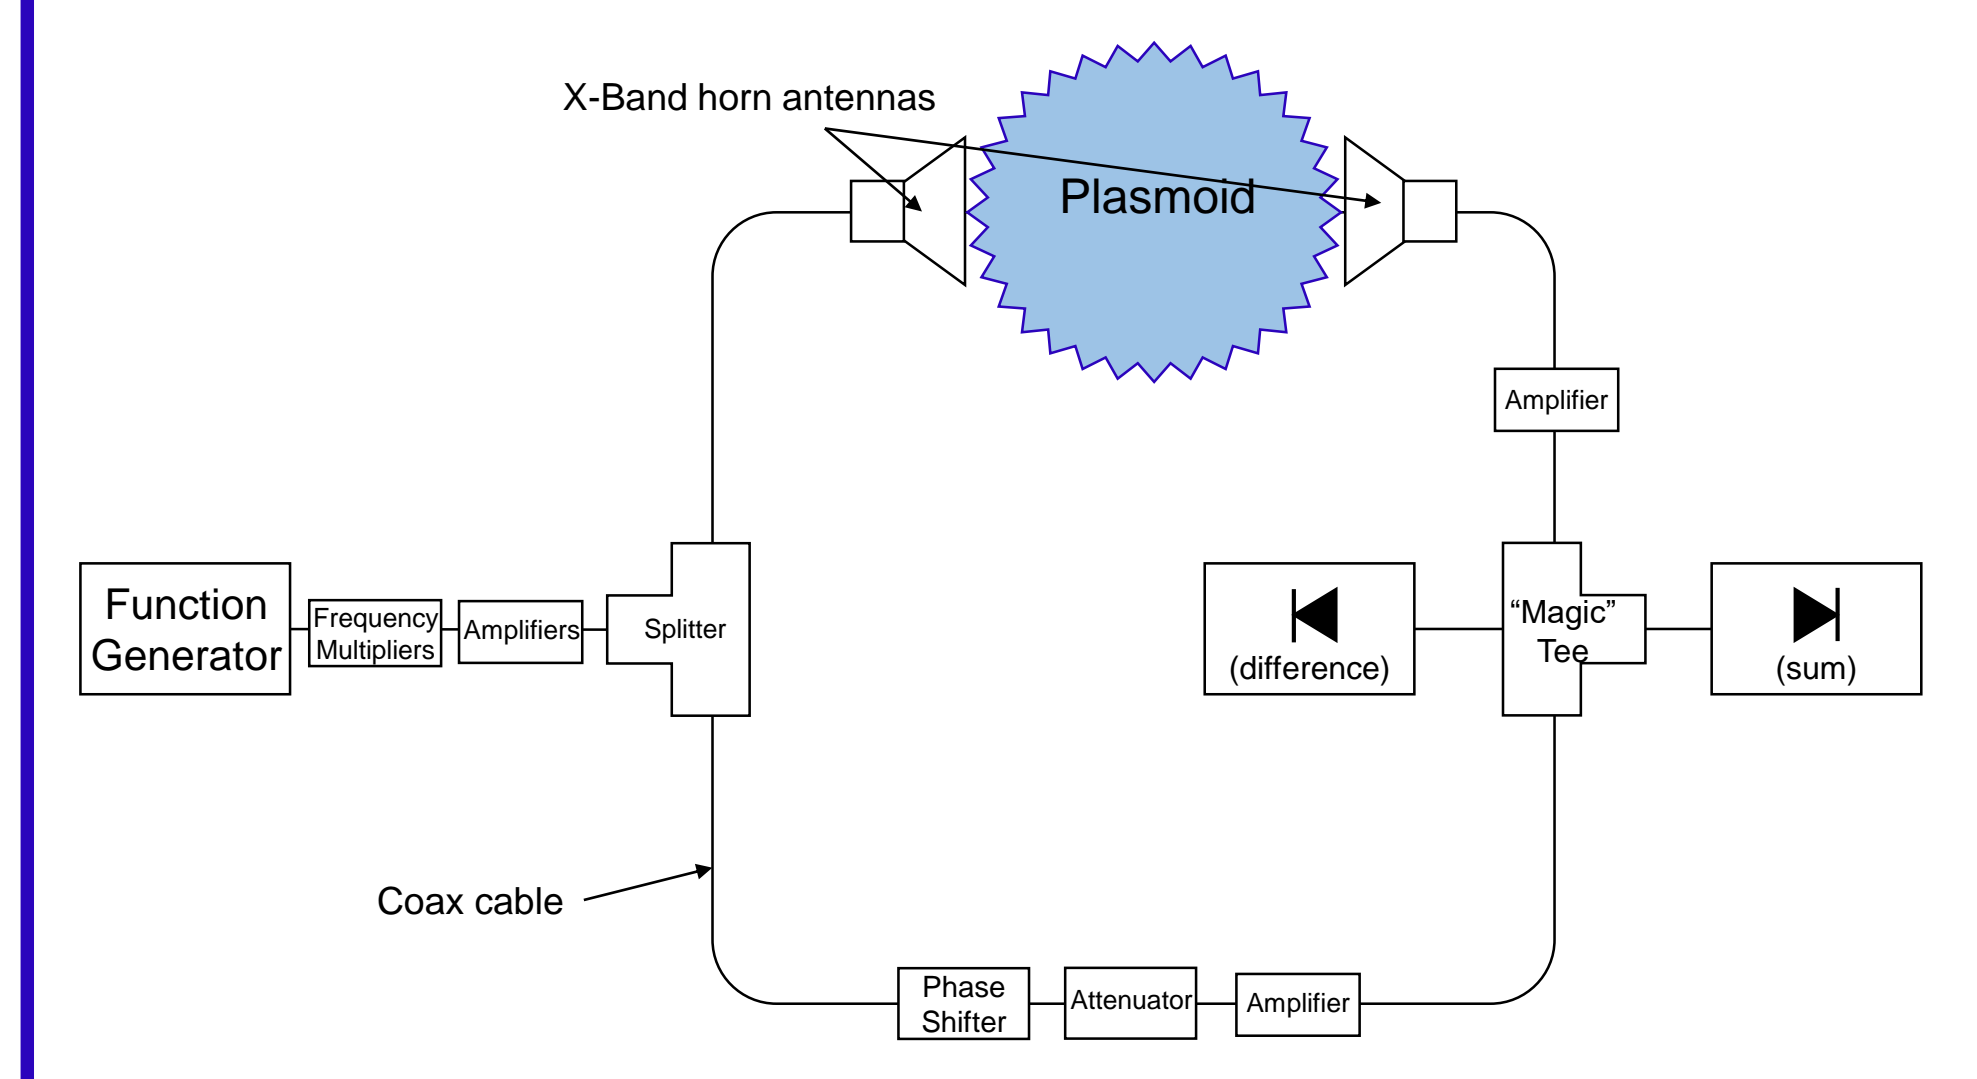 X-Band horn antennas
Plasmoid
Amplifier
Function
Generator
Frequency
Multipliers
Amplifiers
Splitter
(difference)
“Magic”
Tee
(sum)
Coax cable
Phase
Shifter
Attenuator
Amplifier